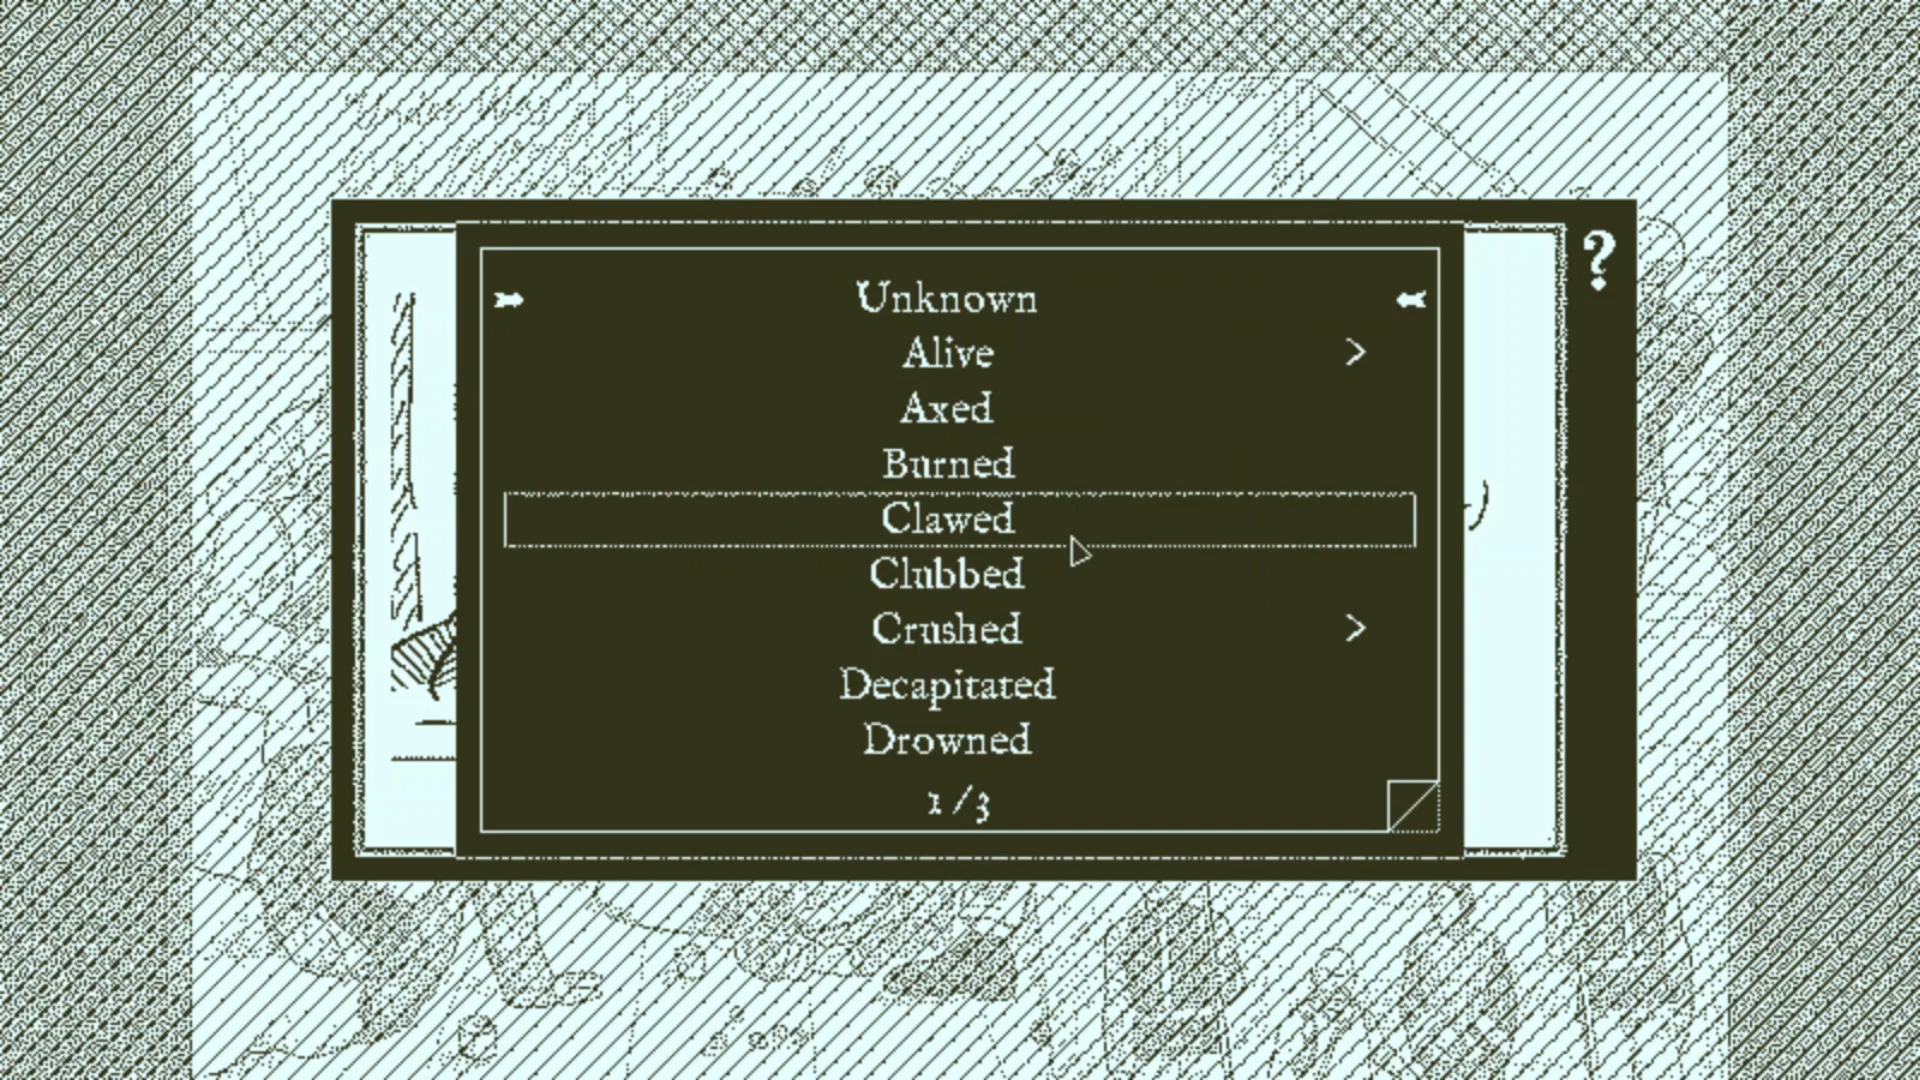 ?
Unknown
Alive >
Axed
Burned
Clawed
Clubbed
Crushed >
Decapitated
Drowned
1/3